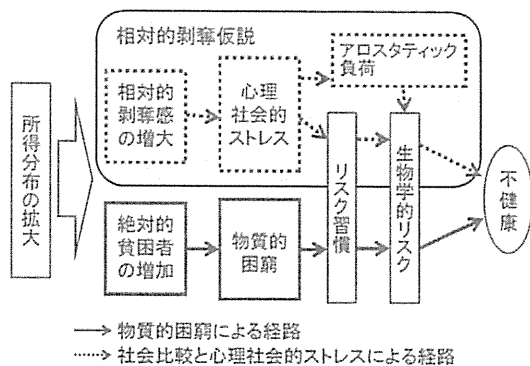 相対的剥奪仮説
アロスタティック
負荷
相対的
剥奪感
の増大
心理
社会的
ストレス
所得分布の拡大
リスク習慣
生物学的リスク
不健康
絶対的
貧困者
の増加
物質的
困窮
物質的困窮による経路
社会比較と心理社会的ストレスによる経路